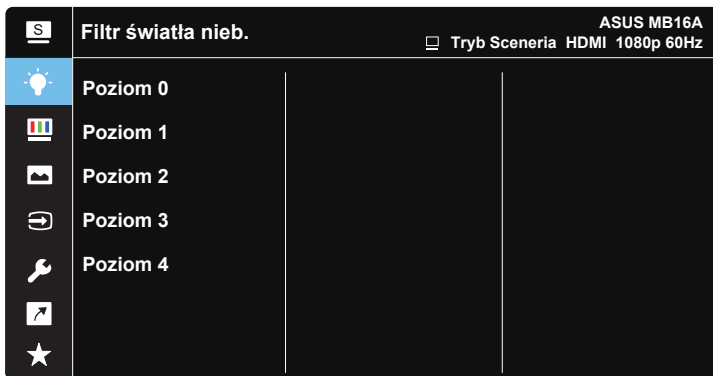 S
Filtr światła nieb.
ASUS MB16A
Tryb Sceneria HDMI 1080p 60Hz
Poziom 0
Poziom 1
Poziom 2
Poziom 3
Poziom 4